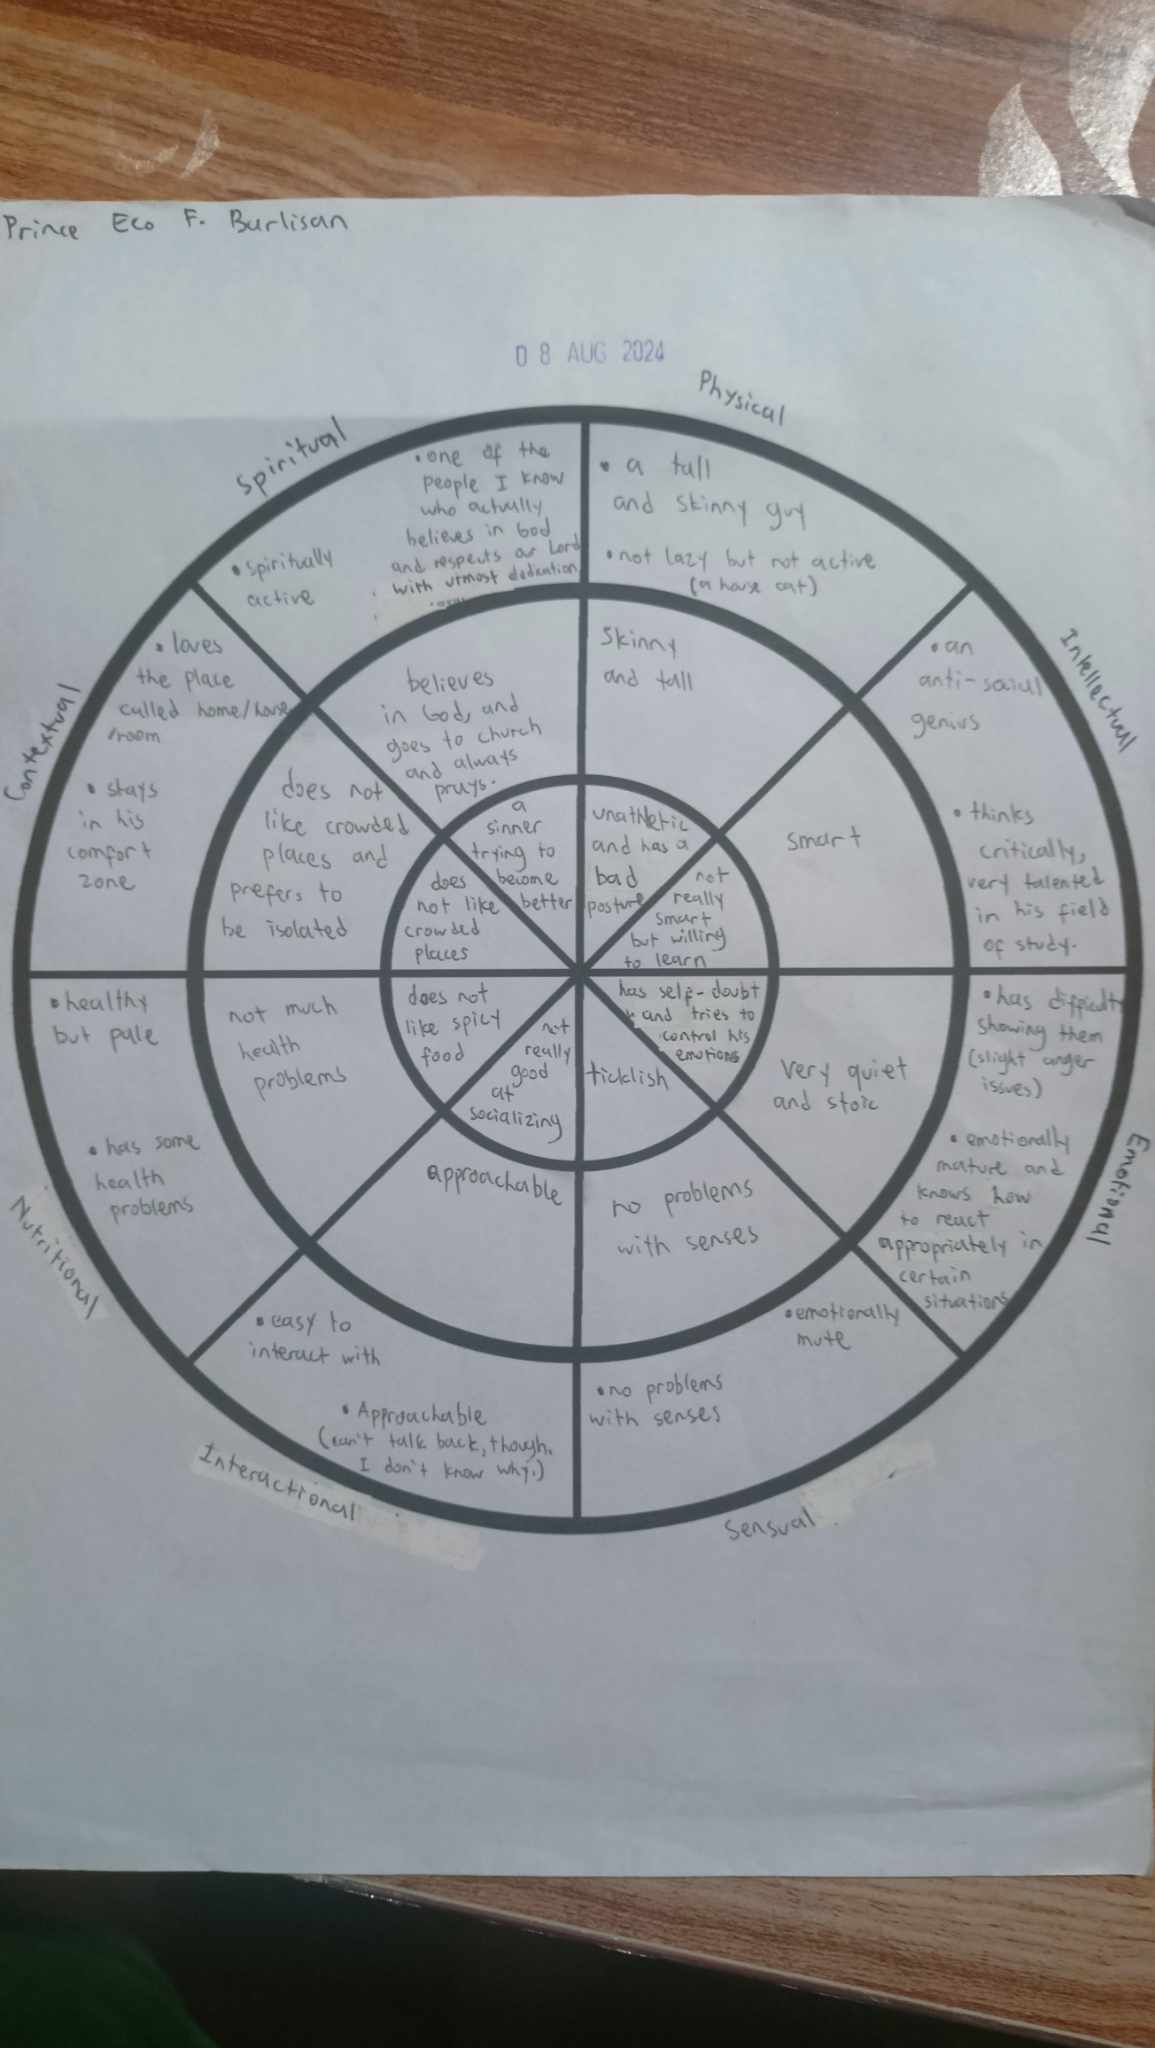 Prince Eco F. Burlisan
08 AUG 2024
Physical
• a tall
and skinny guy
• not lazy but not active
(a house cat)
skinny
and tall
unathletic
and has a
bad
posture
Intellectual
• an
anti-social
genius
• thinks
critically,
very talented
in his field
of study.
smart
not
really
smart
but willing
to learn
Emotional
• has difficulty
showing them
(slight anger
issues)
• emotionally
mature and
knows how
to react
appropriately in
certain
situations
very quiet
and stoic
has self-doubt
and tries to
control his
emotions
Sensual
• emotionally
mute
• no problems
with senses
no problems
with senses
ticklish
Interactional
• easy to
interact with
• Approachable
(can't talk back, though.
I don't know why.)
approachable
not
really
good
at
socializing
Nutritional
• healthy
but pale
• has some
health
problems
not much
health
problems
does not
like spicy
food
Contextual
• loves
the place
called home/house
/room
• stays
in his
comfort
zone
does not
like crowded
places and
prefers to
be isolated
does
not like
crowded
places
Spiritual
• one of the
people I know
who actually
believes in God
and respects our Lord
with utmost dedication
• spiritually
active
believes
in God, and
goes to church
and always
prays.
a
sinner
trying to
become
better